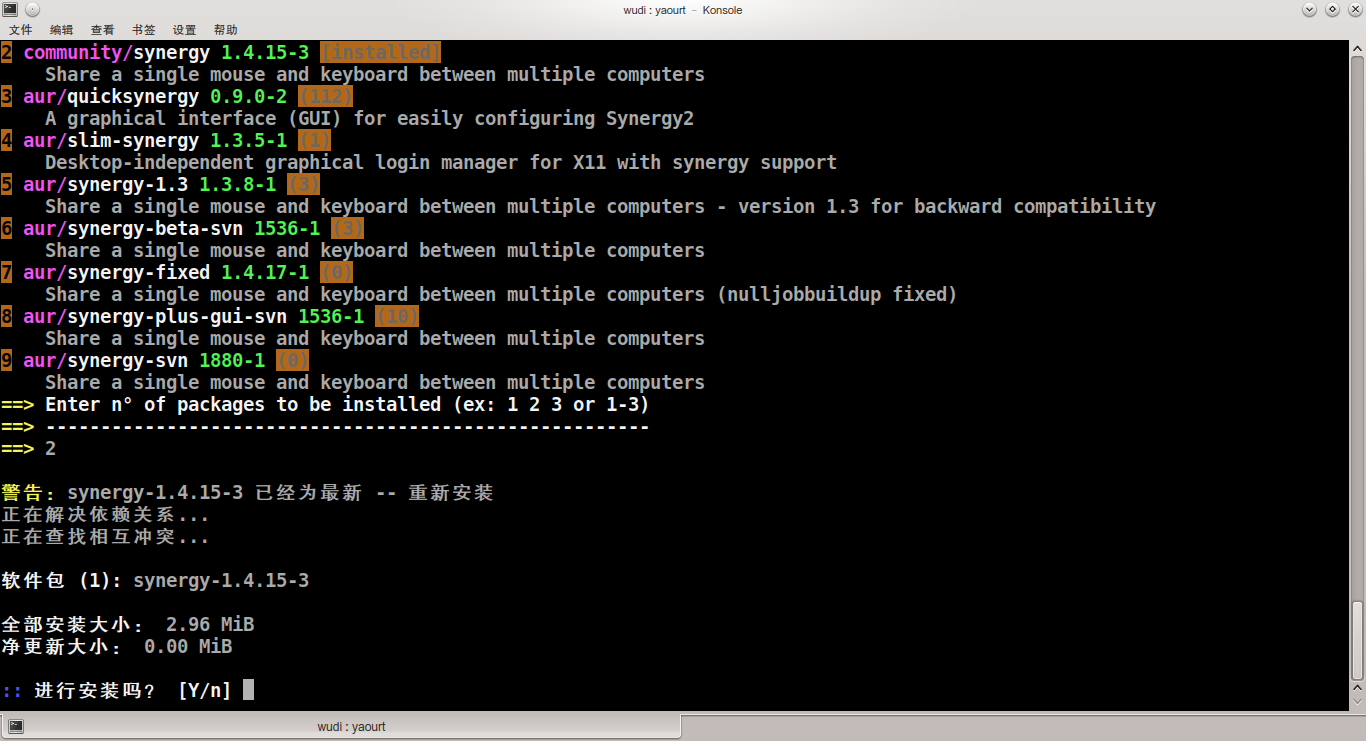 wudi : yaourt – Konsole
文件 编辑 查看 书签 设置 帮助
2 community/synergy 1.4.15-3 [installed]
Share a single mouse and keyboard between multiple computers
3 aur/quicksynergy 0.9.0-2 (112)
A graphical interface (GUI) for easily configuring Synergy2
4 aur/slim-synergy 1.3.5-1 (1)
Desktop-independent graphical login manager for X11 with synergy support
5 aur/synergy-1.3 1.3.8-1 (3)
Share a single mouse and keyboard between multiple computers - version 1.3 for backward compatibility
6 aur/synergy-beta-svn 1536-1 (3)
Share a single mouse and keyboard between multiple computers
7 aur/synergy-fixed 1.4.17-1 (0)
Share a single mouse and keyboard between multiple computers (nulljobbuildup fixed)
8 aur/synergy-plus-gui-svn 1536-1 (10)
Share a single mouse and keyboard between multiple computers
9 aur/synergy-svn 1880-1 (0)
Share a single mouse and keyboard between multiple computers
==> Enter n° of packages to be installed (ex: 1 2 3 or 1-3)
==> -------------------------------------------------------
==> 2
警告：synergy-1.4.15-3 已经为最新 -- 重新安装
正在解决依赖关系...
正在查找相互冲突...
软件包 (1): synergy-1.4.15-3
全部安装大小： 2.96 MiB
净更新大小： 0.00 MiB
:: 进行安装吗？ [Y/n]
wudi : yaourt